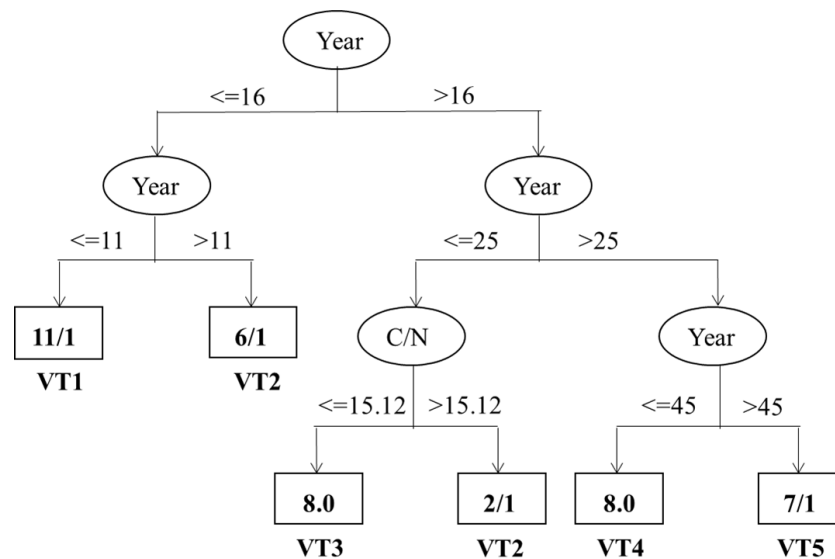 Year
<=16 >16
Year Year
<=11 >11 <=25 >25
11/1 6/1 C/N Year
VT1 VT2
<=15.12 >15.12 <=45 >45
8.0 2/1 8.0 7/1
VT3 VT2 VT4 VT5